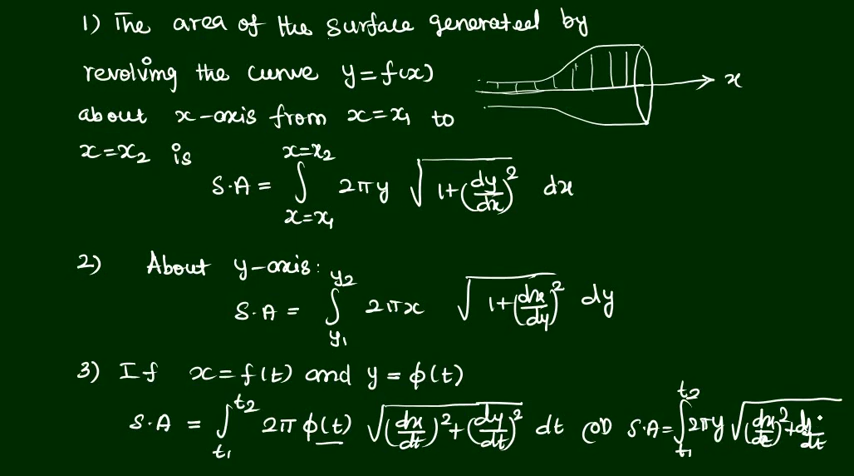 1) The area of the surface generated by
revolving the curve y=f(x)
x
about x-axis from x=x₁ to
x=x₂ is
S.A = ∫_{x=x₁}^{x=x₂} 2πy √(1+(dy/dx)²) dx
2) About y-axis:
S.A = ∫_{y₁}^{y₂} 2πx √(1+(dx/dy)²) dy
3) If x=f(t) and y=φ(t)
S.A = ∫_{t₁}^{t₂} 2π φ(t) √((dx/dt)²+(dy/dt)²) dt or S.A=∫_{t₁}^{t₂} 2πy √((dx/dt)²+dy/dt